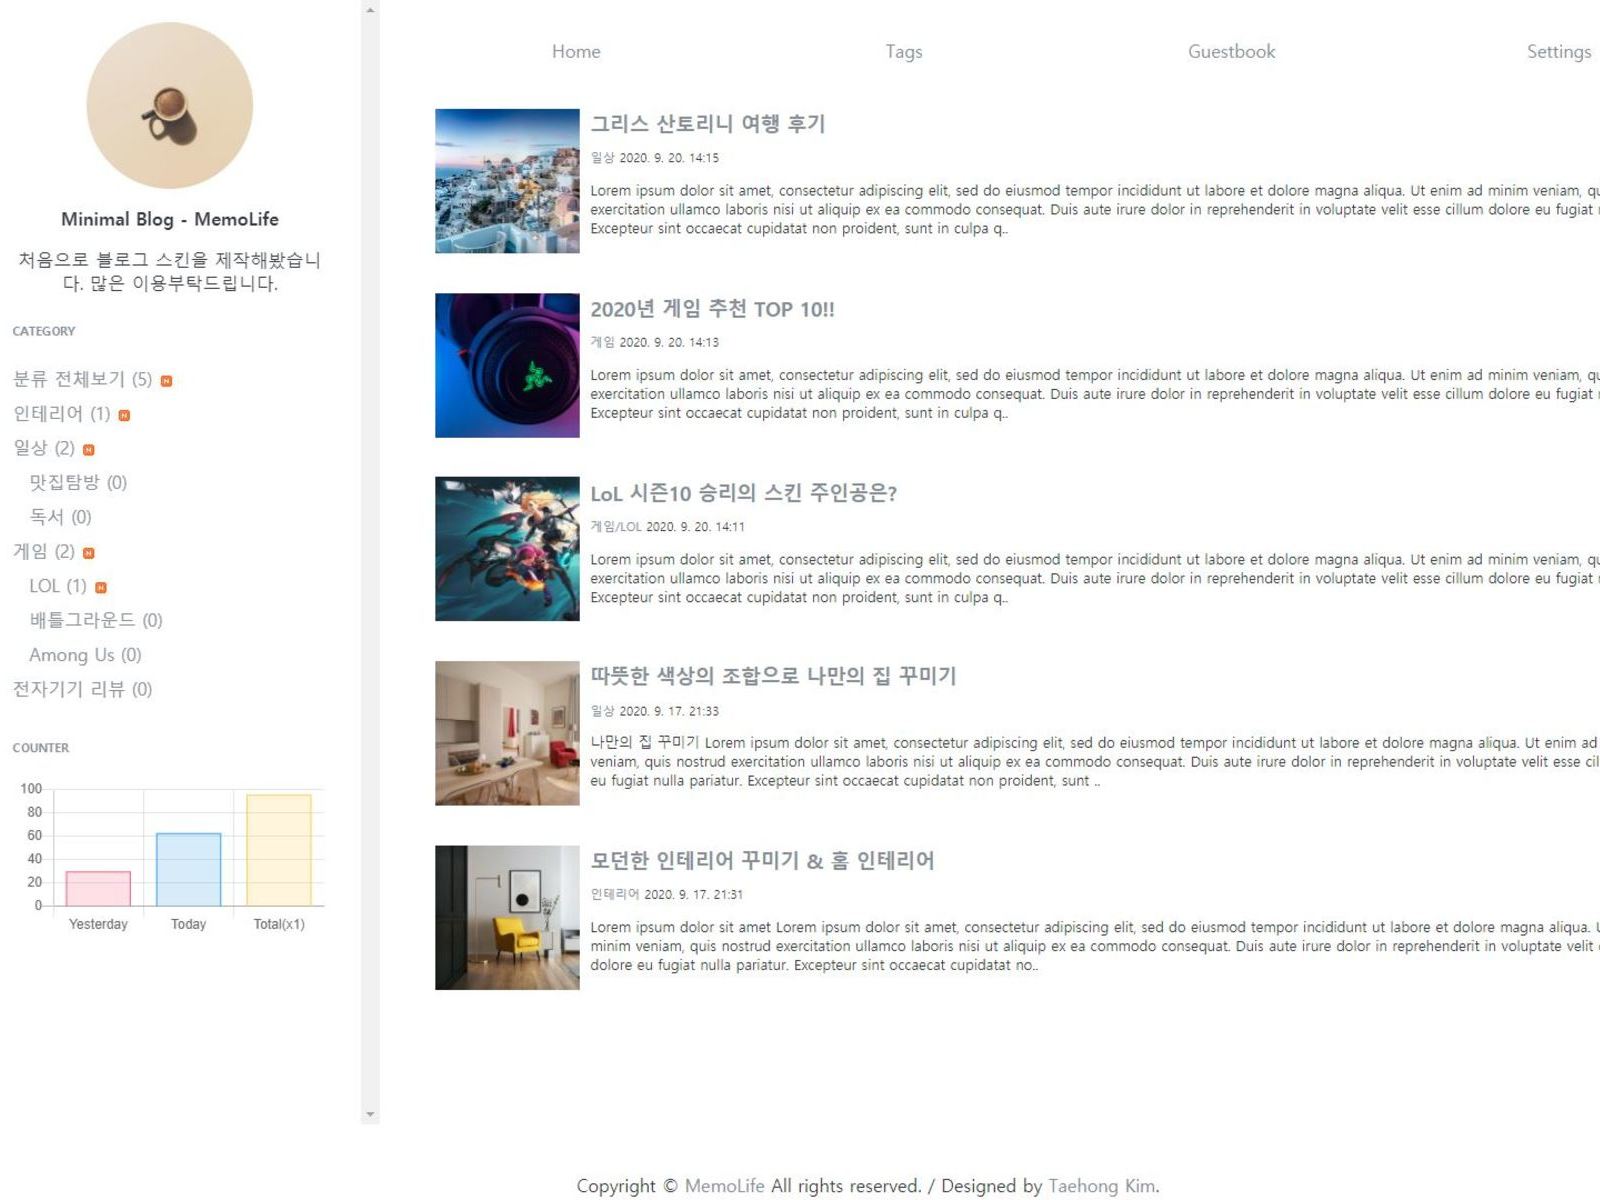 Minimal Blog - MemoLife
처음으로 블로그 스킨을 제작해봤습니
다. 많은 이용부탁드립니다.
CATEGORY
분류 전체보기 (5) N
인테리어 (1) N
일상 (2) N
맛집탐방 (0)
독서 (0)
게임 (2) N
LOL (1) N
배틀그라운드 (0)
Among Us (0)
전자기기 리뷰 (0)
COUNTER
100
80
60
40
20
0
Yesterday Today Total(x1)
Home Tags Guestbook Settings
그리스 산토리니 여행 후기
일상 2020. 9. 20. 14:15
Lorem ipsum dolor sit amet, consectetur adipiscing elit, sed do eiusmod tempor incididunt ut labore et dolore magna aliqua. Ut enim ad minim veniam, qu
exercitation ullamco laboris nisi ut aliquip ex ea commodo consequat. Duis aute irure dolor in reprehenderit in voluptate velit esse cillum dolore eu fugiat
Excepteur sint occaecat cupidatat non proident, sunt in culpa q..
2020년 게임 추천 TOP 10!!
게임 2020. 9. 20. 14:13
Lorem ipsum dolor sit amet, consectetur adipiscing elit, sed do eiusmod tempor incididunt ut labore et dolore magna aliqua. Ut enim ad minim veniam, qu
exercitation ullamco laboris nisi ut aliquip ex ea commodo consequat. Duis aute irure dolor in reprehenderit in voluptate velit esse cillum dolore eu fugiat
Excepteur sint occaecat cupidatat non proident, sunt in culpa q..
LoL 시즌10 승리의 스킨 주인공은?
게임/LOL 2020. 9. 20. 14:11
Lorem ipsum dolor sit amet, consectetur adipiscing elit, sed do eiusmod tempor incididunt ut labore et dolore magna aliqua. Ut enim ad minim veniam, qu
exercitation ullamco laboris nisi ut aliquip ex ea commodo consequat. Duis aute irure dolor in reprehenderit in voluptate velit esse cillum dolore eu fugiat
Excepteur sint occaecat cupidatat non proident, sunt in culpa q..
따뜻한 색상의 조합으로 나만의 집 꾸미기
일상 2020. 9. 17. 21:33
나만의 집 꾸미기 Lorem ipsum dolor sit amet, consectetur adipiscing elit, sed do eiusmod tempor incididunt ut labore et dolore magna aliqua. Ut enim ad
veniam, quis nostrud exercitation ullamco laboris nisi ut aliquip ex ea commodo consequat. Duis aute irure dolor in reprehenderit in voluptate velit esse cil
eu fugiat nulla pariatur. Excepteur sint occaecat cupidatat non proident, sunt ..
모던한 인테리어 꾸미기 & 홈 인테리어
인테리어 2020. 9. 17. 21:31
Lorem ipsum dolor sit amet Lorem ipsum dolor sit amet, consectetur adipiscing elit, sed do eiusmod tempor incididunt ut labore et dolore magna aliqua. U
minim veniam, quis nostrud exercitation ullamco laboris nisi ut aliquip ex ea commodo consequat. Duis aute irure dolor in reprehenderit in voluptate velit
dolore eu fugiat nulla pariatur. Excepteur sint occaecat cupidatat no..
Copyright © MemoLife All rights reserved. / Designed by Taehong Kim.